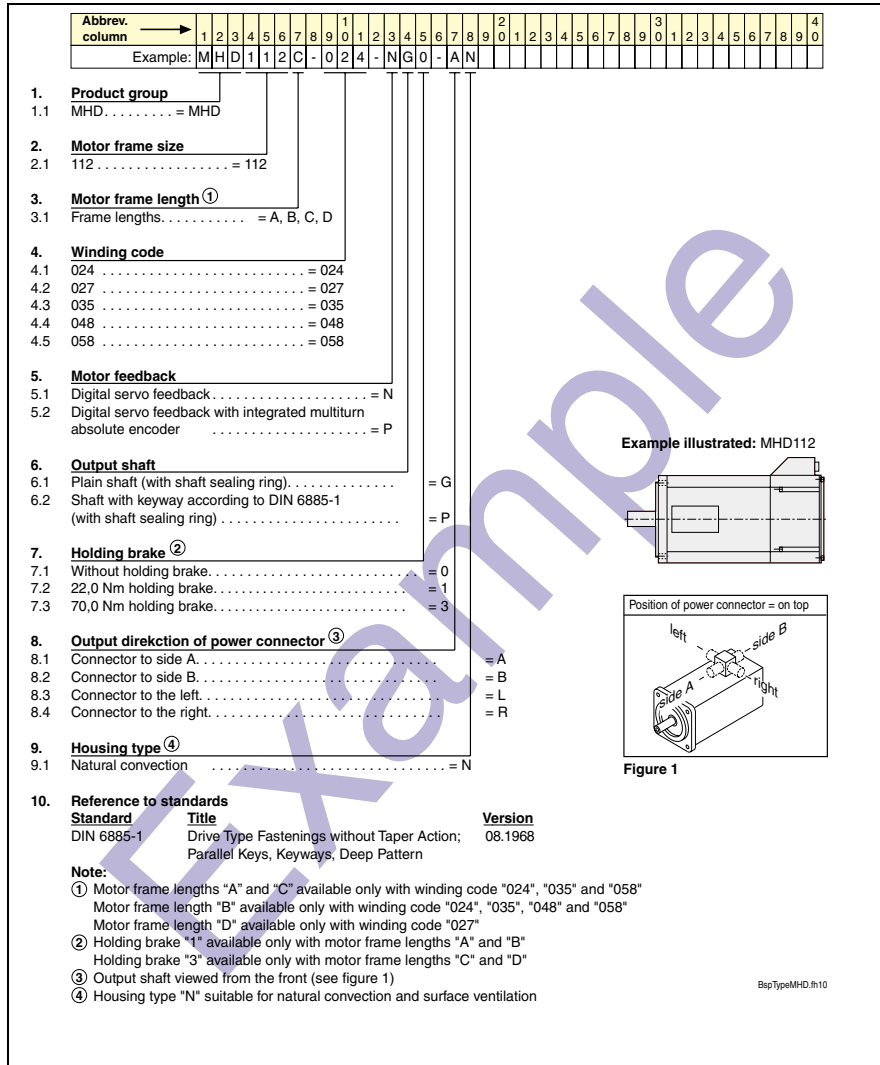 Abbrev. column 1 2 3 4 5 6 7 8 9 10 1 2 3 4 5 6 7 8 9 20 1 2 3 4 5 6 7 8 9 30 1 2 3 4 5 6 7 8 9 40
Example: M H D 1 1 2 C - 0 2 4 - N G 0 - A N
1. Product group
1.1 MHD. . . . . . . . . = MHD
2. Motor frame size
2.1 112 . . . . . . . . . . . . . . . . . = 112
3. Motor frame length ①
3.1 Frame lengths. . . . . . . . . . . = A, B, C, D
4. Winding code
4.1 024 . . . . . . . . . . . . . . . . . . . . . . . . . . = 024
4.2 027 . . . . . . . . . . . . . . . . . . . . . . . . . . = 027
4.3 035 . . . . . . . . . . . . . . . . . . . . . . . . . . = 035
4.4 048 . . . . . . . . . . . . . . . . . . . . . . . . . . = 048
4.5 058 . . . . . . . . . . . . . . . . . . . . . . . . . . = 058
5. Motor feedback
5.1 Digital servo feedback . . . . . . . . . . . . . . . . . . . . = N
5.2 Digital servo feedback with integrated multiturn
absolute encoder . . . . . . . . . . . . . . . . . . . . = P
6. Output shaft
6.1 Plain shaft (with shaft sealing ring). . . . . . . . . . . . . . = G
6.2 Shaft with keyway according to DIN 6885-1
(with shaft sealing ring) . . . . . . . . . . . . . . . . . . . . . . . = P
7. Holding brake ②
7.1 Without holding brake. . . . . . . . . . . . . . . . . . . . . . . . . = 0
7.2 22,0 Nm holding brake. . . . . . . . . . . . . . . . . . . . . . . . = 1
7.3 70,0 Nm holding brake. . . . . . . . . . . . . . . . . . . . . . . . = 3
8. Output direkction of power connector ③
8.1 Connector to side A. . . . . . . . . . . . . . . . . . . . . . . . . . . . = A
8.2 Connector to side B. . . . . . . . . . . . . . . . . . . . . . . . . . . . = B
8.3 Connector to the left. . . . . . . . . . . . . . . . . . . . . . . . . . . . = L
8.4 Connector to the right. . . . . . . . . . . . . . . . . . . . . . . . . . . = R
9. Housing type ④
9.1 Natural convection . . . . . . . . . . . . . . . . . . . . . . . . . . . . . = N
Example illustrated: MHD112
Position of power connector = on top
left
side B
side A
right
Figure 1
10. Reference to standards
Standard Title Version
DIN 6885-1 Drive Type Fastenings without Taper Action; 08.1968
Parallel Keys, Keyways, Deep Pattern
Note:
① Motor frame lengths "A" and "C" available only with winding code "024", "035" and "058"
Motor frame length "B" available only with winding code "024", "035", "048" and "058"
Motor frame length "D" available only with winding code "027"
② Holding brake "1" available only with motor frame lengths "A" and "B"
Holding brake "3" available only with motor frame lengths "C" and "D"
③ Output shaft viewed from the front (see figure 1)
④ Housing type "N" suitable for natural convection and surface ventilation
BspTypeMHD.fh10
Example